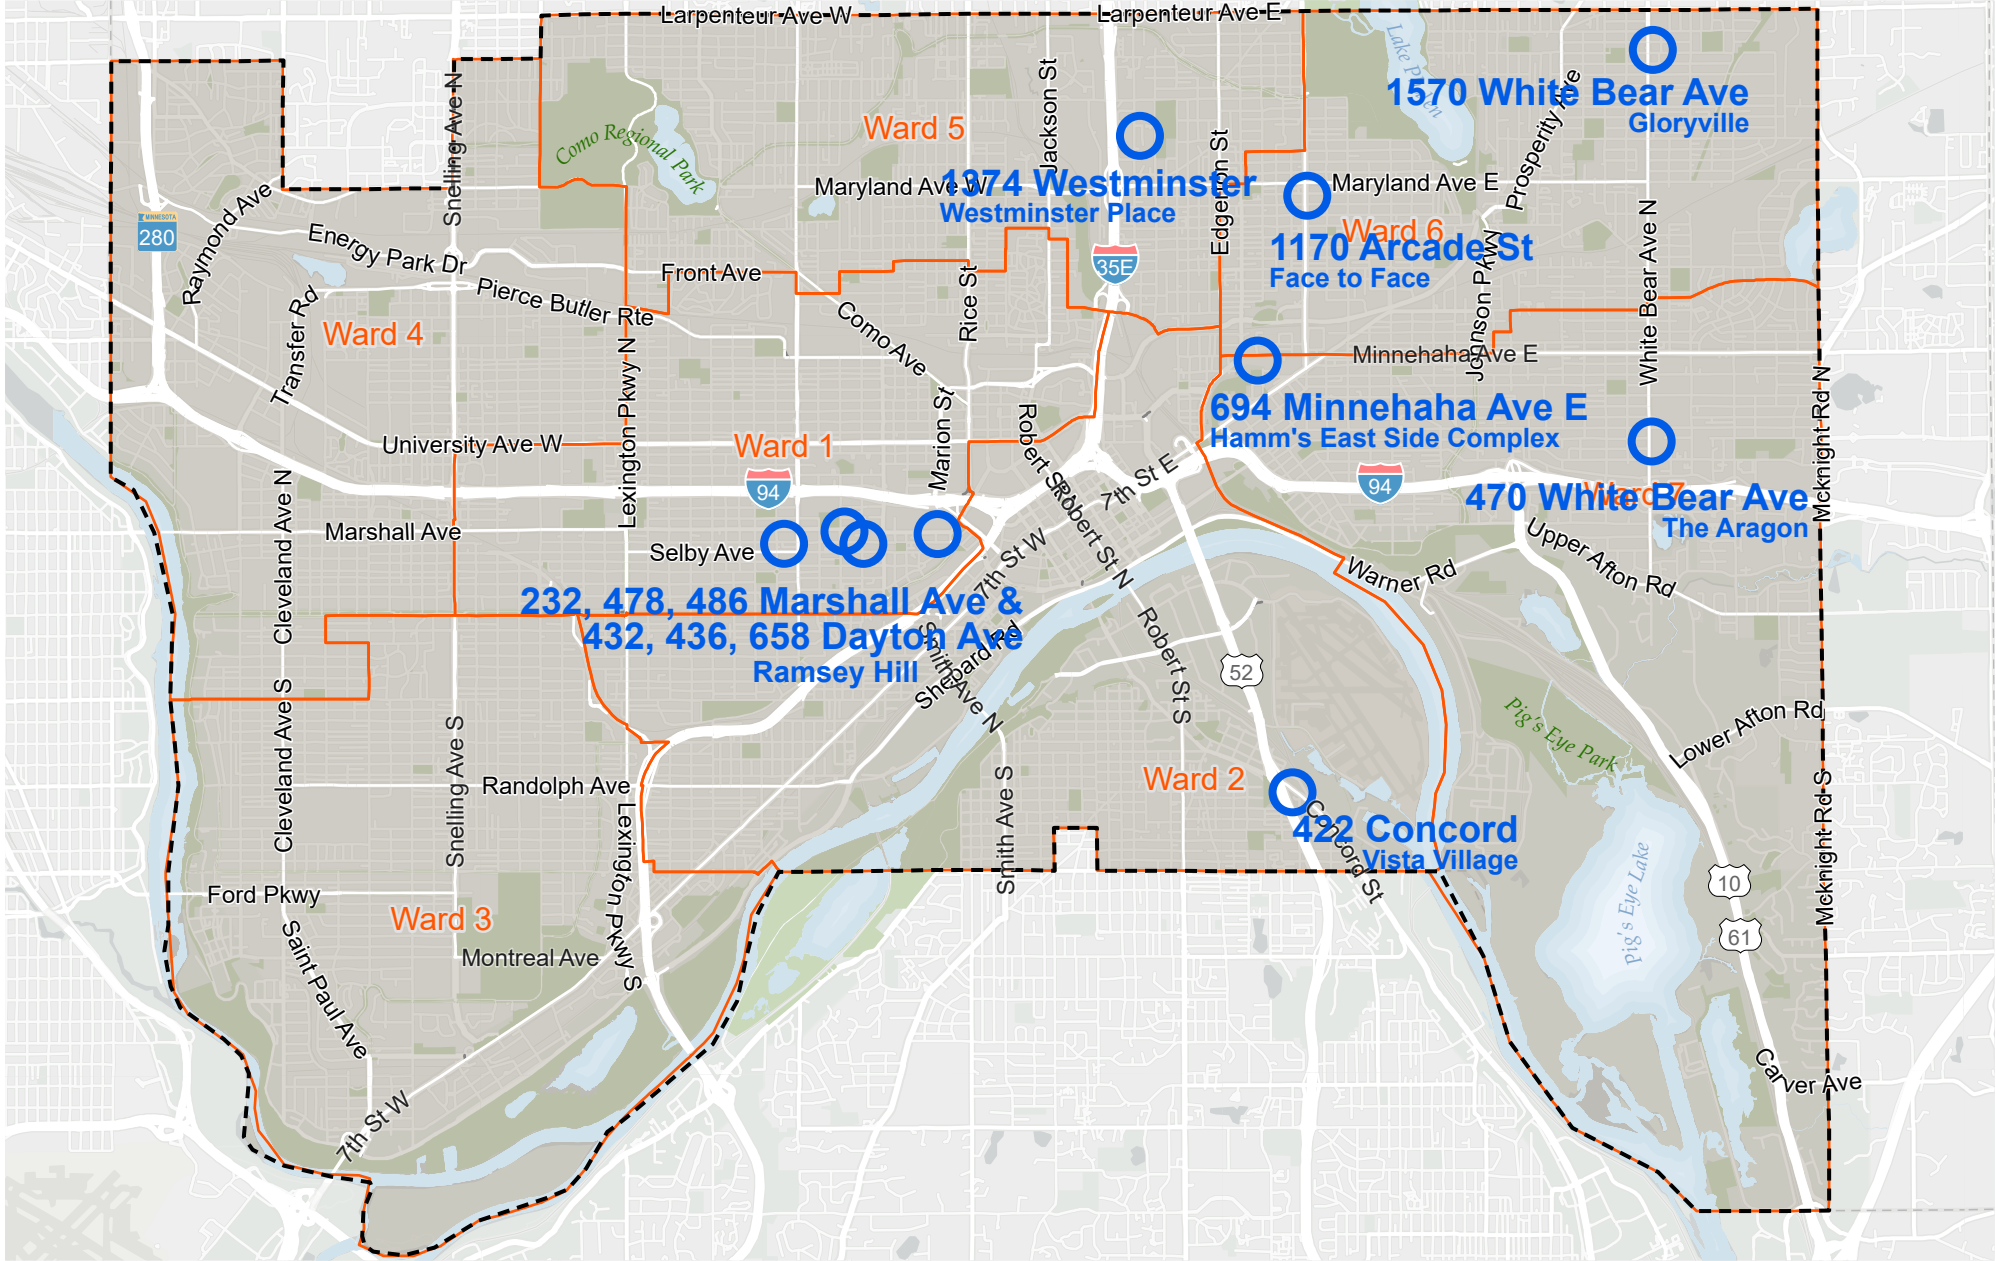 Larpenteur Ave W
Larpenteur Ave E
Lake Phalen
1570 White Bear Ave
Gloryville
Snelling Ave N
Como Regional Park
Ward 5
Jackson St
Edgerton St
Prosperity Ave
Maryland Ave W
1374 Westminster
Westminster Place
Maryland Ave E
Ward 6
1170 Arcade St
Face to Face
MINNESOTA
280
Raymond Ave
Energy Park Dr
Front Ave
35E
Pierce Butler Rte
Transfer Rd
Ward 4
Como Ave
Rice St
Johnson Pkwy
White Bear Ave N
Minnehaha Ave E
Lexington Pkwy N
Marion St
694 Minnehaha Ave E
Hamm's East Side Complex
Mcknight Rd N
University Ave W
Ward 1
94
Robert St N
7th St E
94
470 White Bear Ave
Ward 7
The Aragon
Cleveland Ave N
Marshall Ave
Selby Ave
7th St W
Robert St N
Warner Rd
Upper Afton Rd
232, 478, 486 Marshall Ave &
432, 436, 658 Dayton Ave
Ramsey Hill
Smith Ave N
Shepard Rd
Robert St S
52
Cleveland Ave S
Snelling Ave S
Pig's Eye Park
Lower Afton Rd
Randolph Ave
Lexington Pkwy S
Smith Ave S
Ward 2
422 Concord
Vista Village
Concord St
Mcknight Rd S
Pig's Eye Lake
10
61
Ford Pkwy
Ward 3
Saint Paul Ave
Montreal Ave
Carver Ave
7th St W